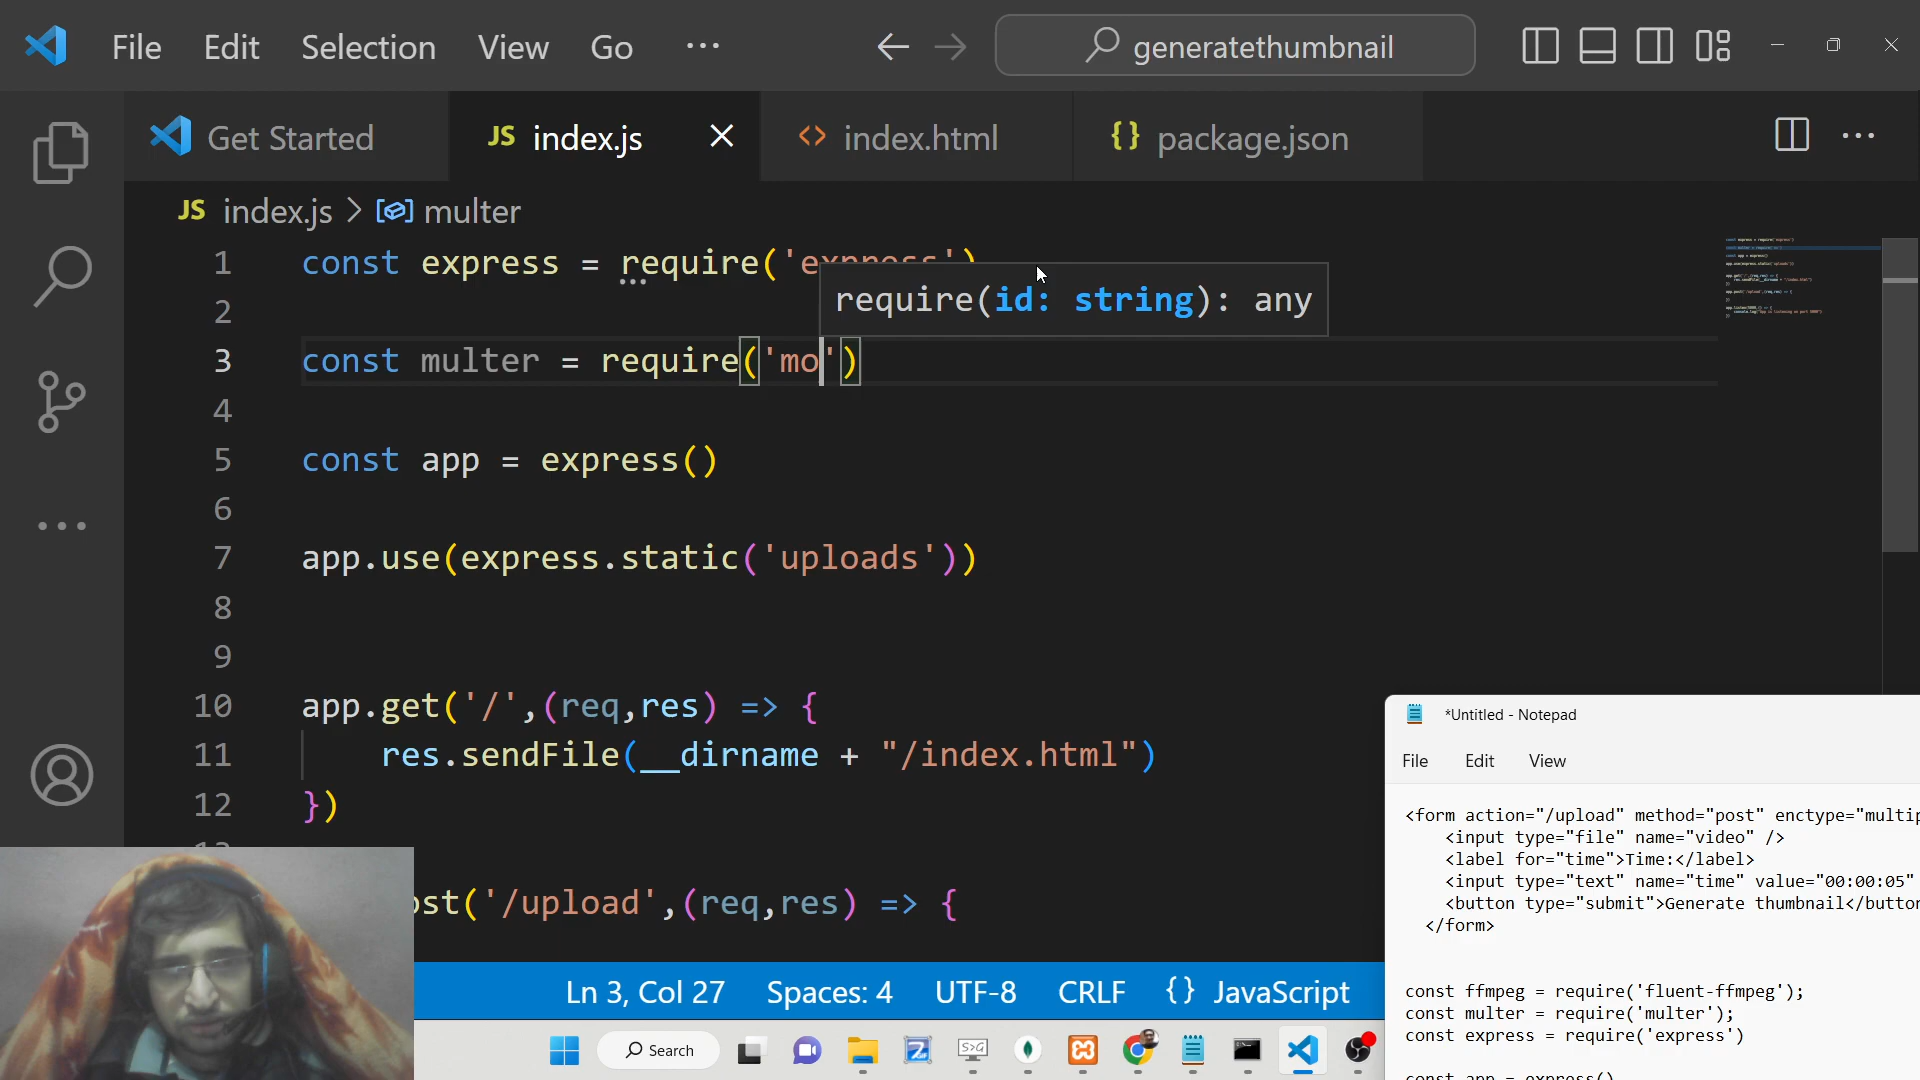 File Edit Selection View Go ··· generatethumbnail
Get Started JS index.js index.html {} package.json
JS index.js > multer
1 const express = require('express')
2
require(id: string): any
3 const multer = require('mo')
4
5 const app = express()
6
7 app.use(express.static('uploads'))
8
9
10 app.get('/',(req,res) => {
11 res.sendFile(__dirname + "/index.html")
12 })
ost('/upload',(req,res) => {
Ln 3, Col 27 Spaces: 4 UTF-8 CRLF {} JavaScript
Search
*Untitled - Notepad
File Edit View
<form action="/upload" method="post" enctype="multip
<input type="file" name="video" />
<label for="time">Time:</label>
<input type="text" name="time" value="00:00:05"
<button type="submit">Generate thumbnail</button
</form>
const ffmpeg = require('fluent-ffmpeg');
const multer = require('multer');
const express = require('express')
const app = express()